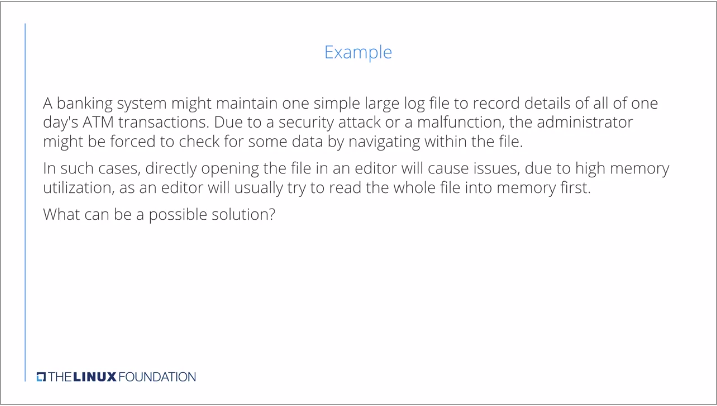 Example
A banking system might maintain one simple large log file to record details of all of one
day's ATM transactions. Due to a security attack or a malfunction, the administrator
might be forced to check for some data by navigating within the file.
In such cases, directly opening the file in an editor will cause issues, due to high memory
utilization, as an editor will usually try to read the whole file into memory first.
What can be a possible solution?
THE LINUX FOUNDATION